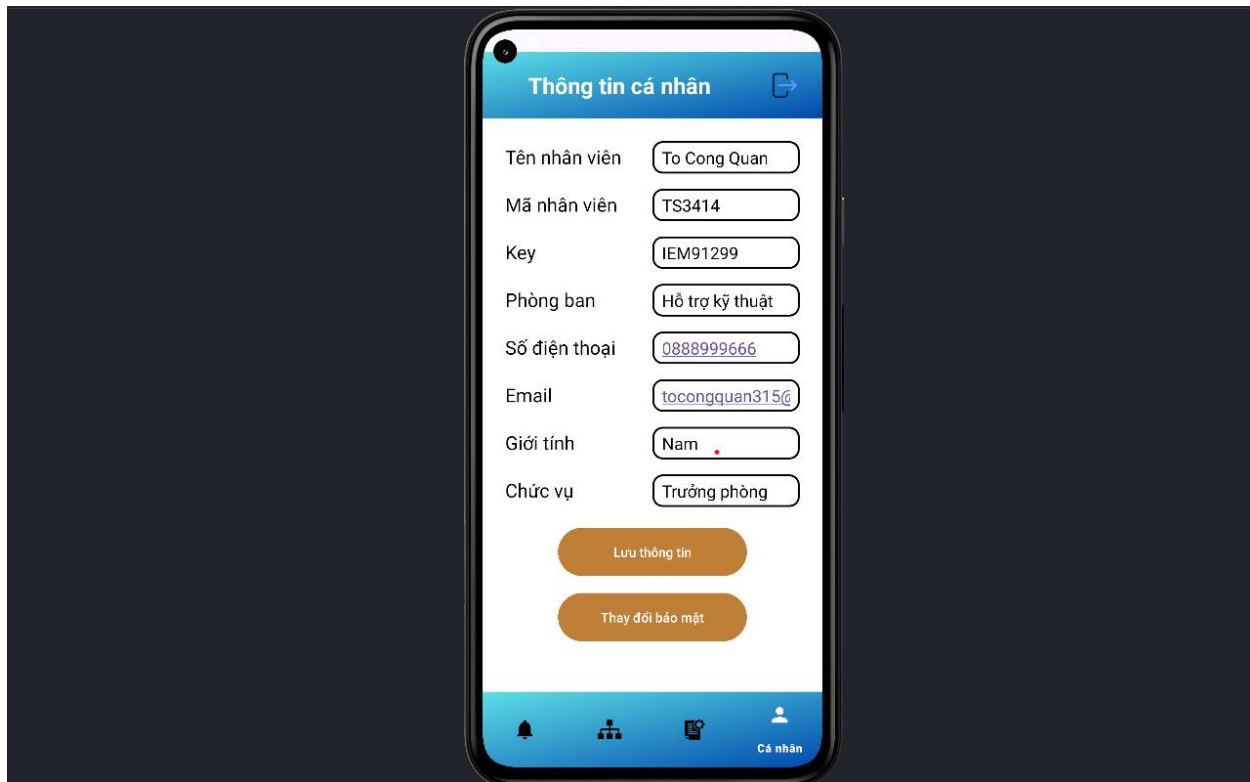 Thông tin cá nhân
Tên nhân viên To Cong Quan
Mã nhân viên TS3414
Key IEM91299
Phòng ban Hỗ trợ kỹ thuật
Số điện thoại 0888999666
Email tocongquan315@
Giới tính Nam
Chức vụ Trưởng phòng
Lưu thông tin
Thay đổi bảo mật
Cá nhân